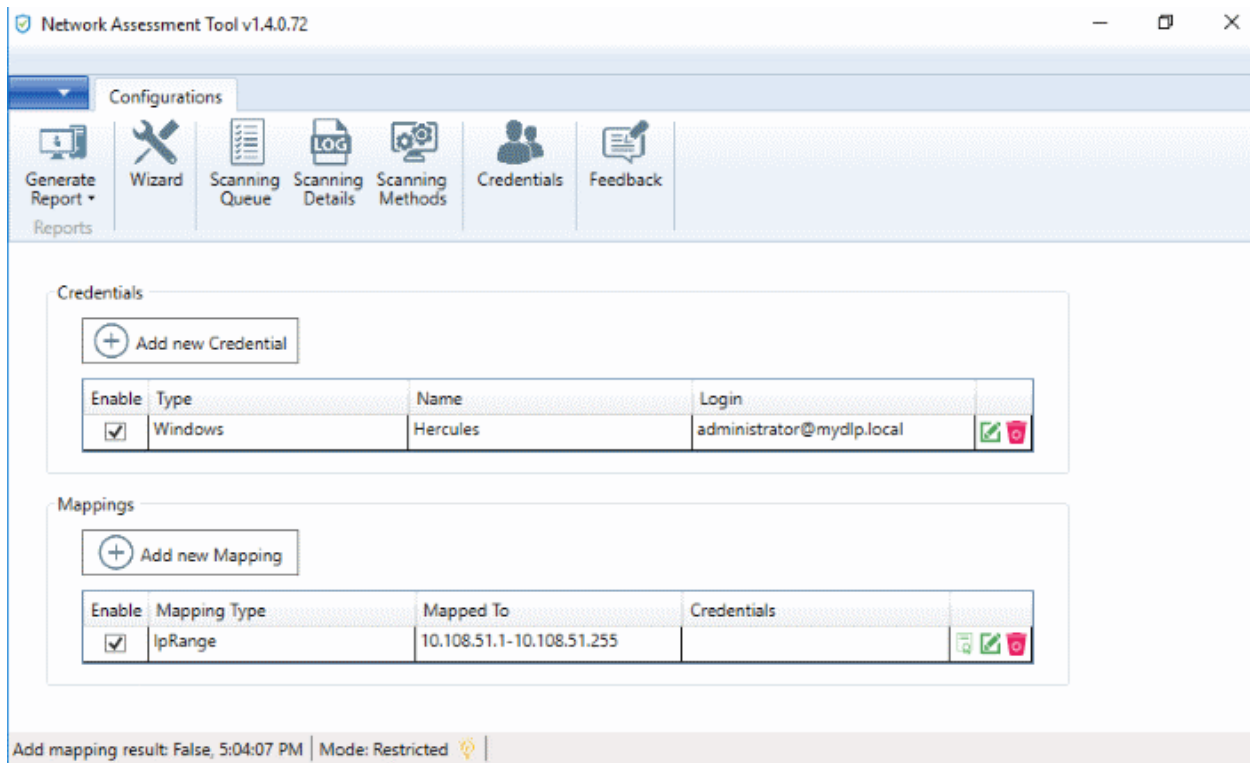 Network Assessment Tool v1.4.0.72
Configurations
Generate Report
Wizard
Scanning Queue
LOG
Scanning Details
Scanning Methods
Credentials
Feedback
Reports
Credentials
Add new Credential
Enable Type Name Login
Windows Hercules administrator@mydlp.local
Mappings
Add new Mapping
Enable Mapping Type Mapped To Credentials
IpRange 10.108.51.1-10.108.51.255
Add mapping result: False, 5:04:07 PM Mode: Restricted